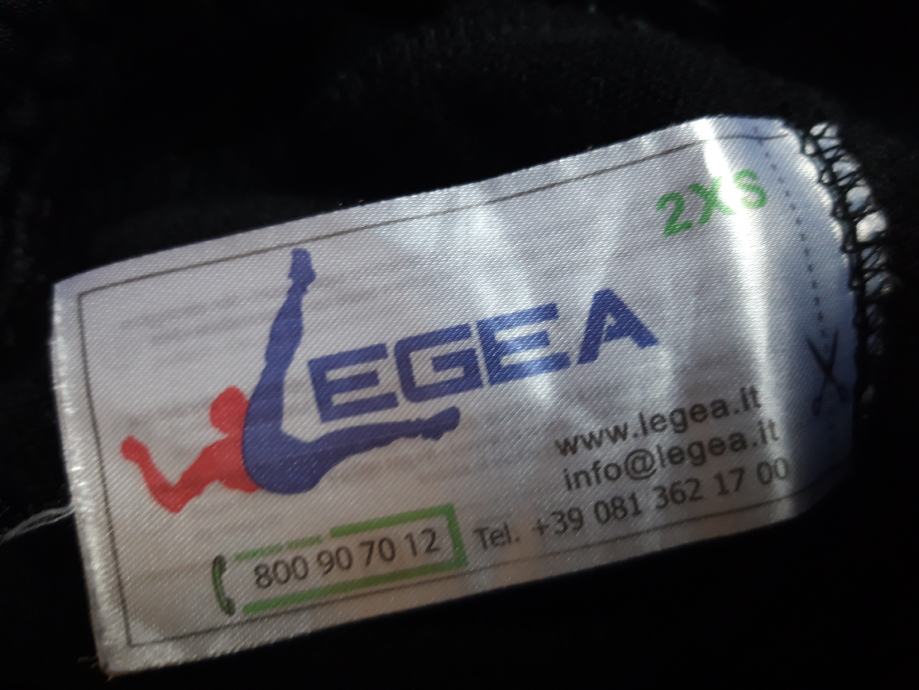 2XS
LEGEA
www.legea.it
info@legea.it
Tel. +39 081 362 17 00
800 90 70 12